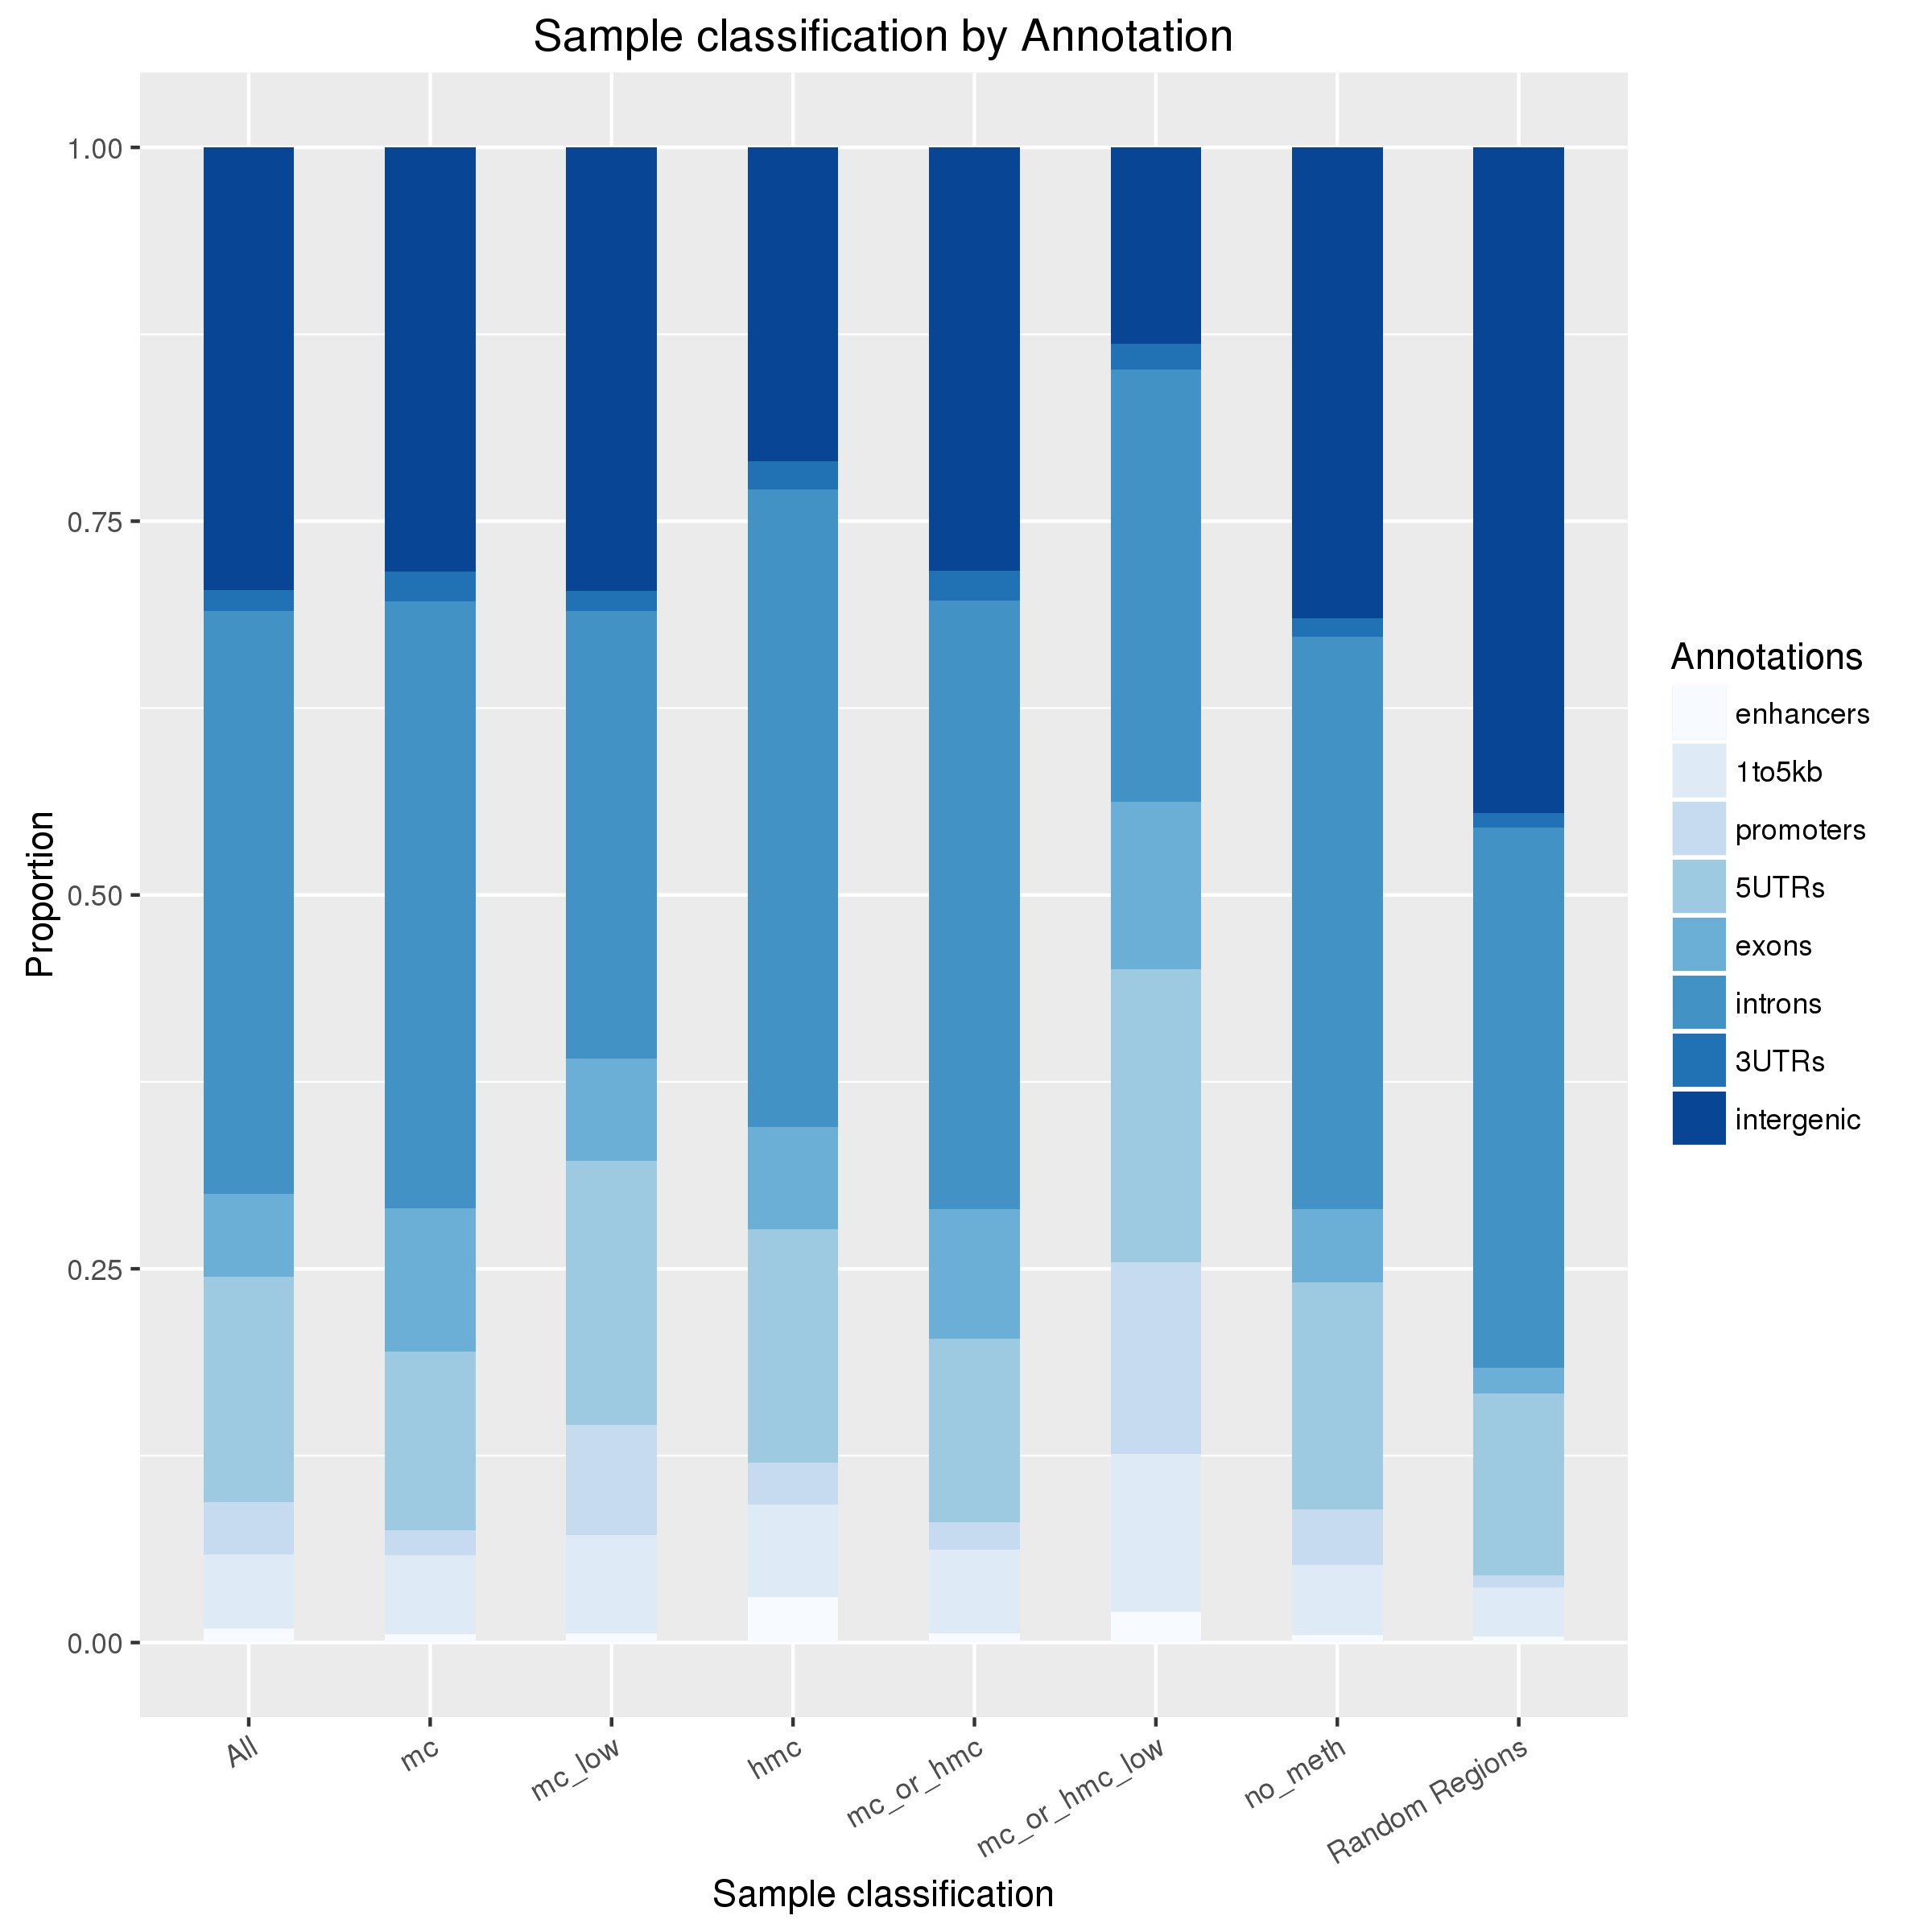 Sample classification by Annotation
Proportion
1.00
0.75
0.50
0.25
0.00
All
mc
mc_low
hmc
mc_or_hmc
mc_or_hmc_low
no_meth
Random Regions
Sample classification
Annotations
enhancers
1to5kb
promoters
5UTRs
exons
introns
3UTRs
intergenic